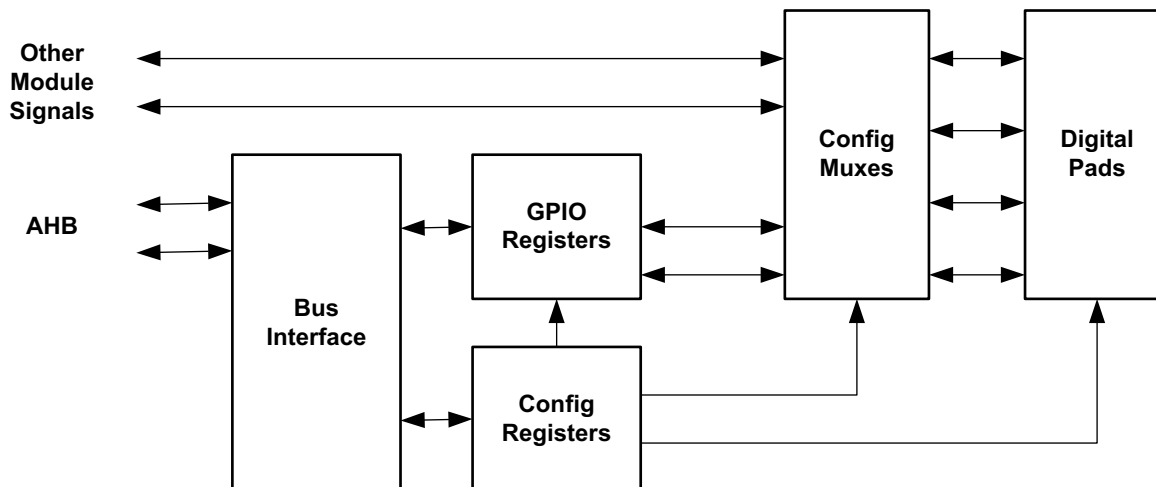 Other
Module
Signals
AHB
Bus
Interface
GPIO
Registers
Config
Registers
Config
Muxes
Digital
Pads